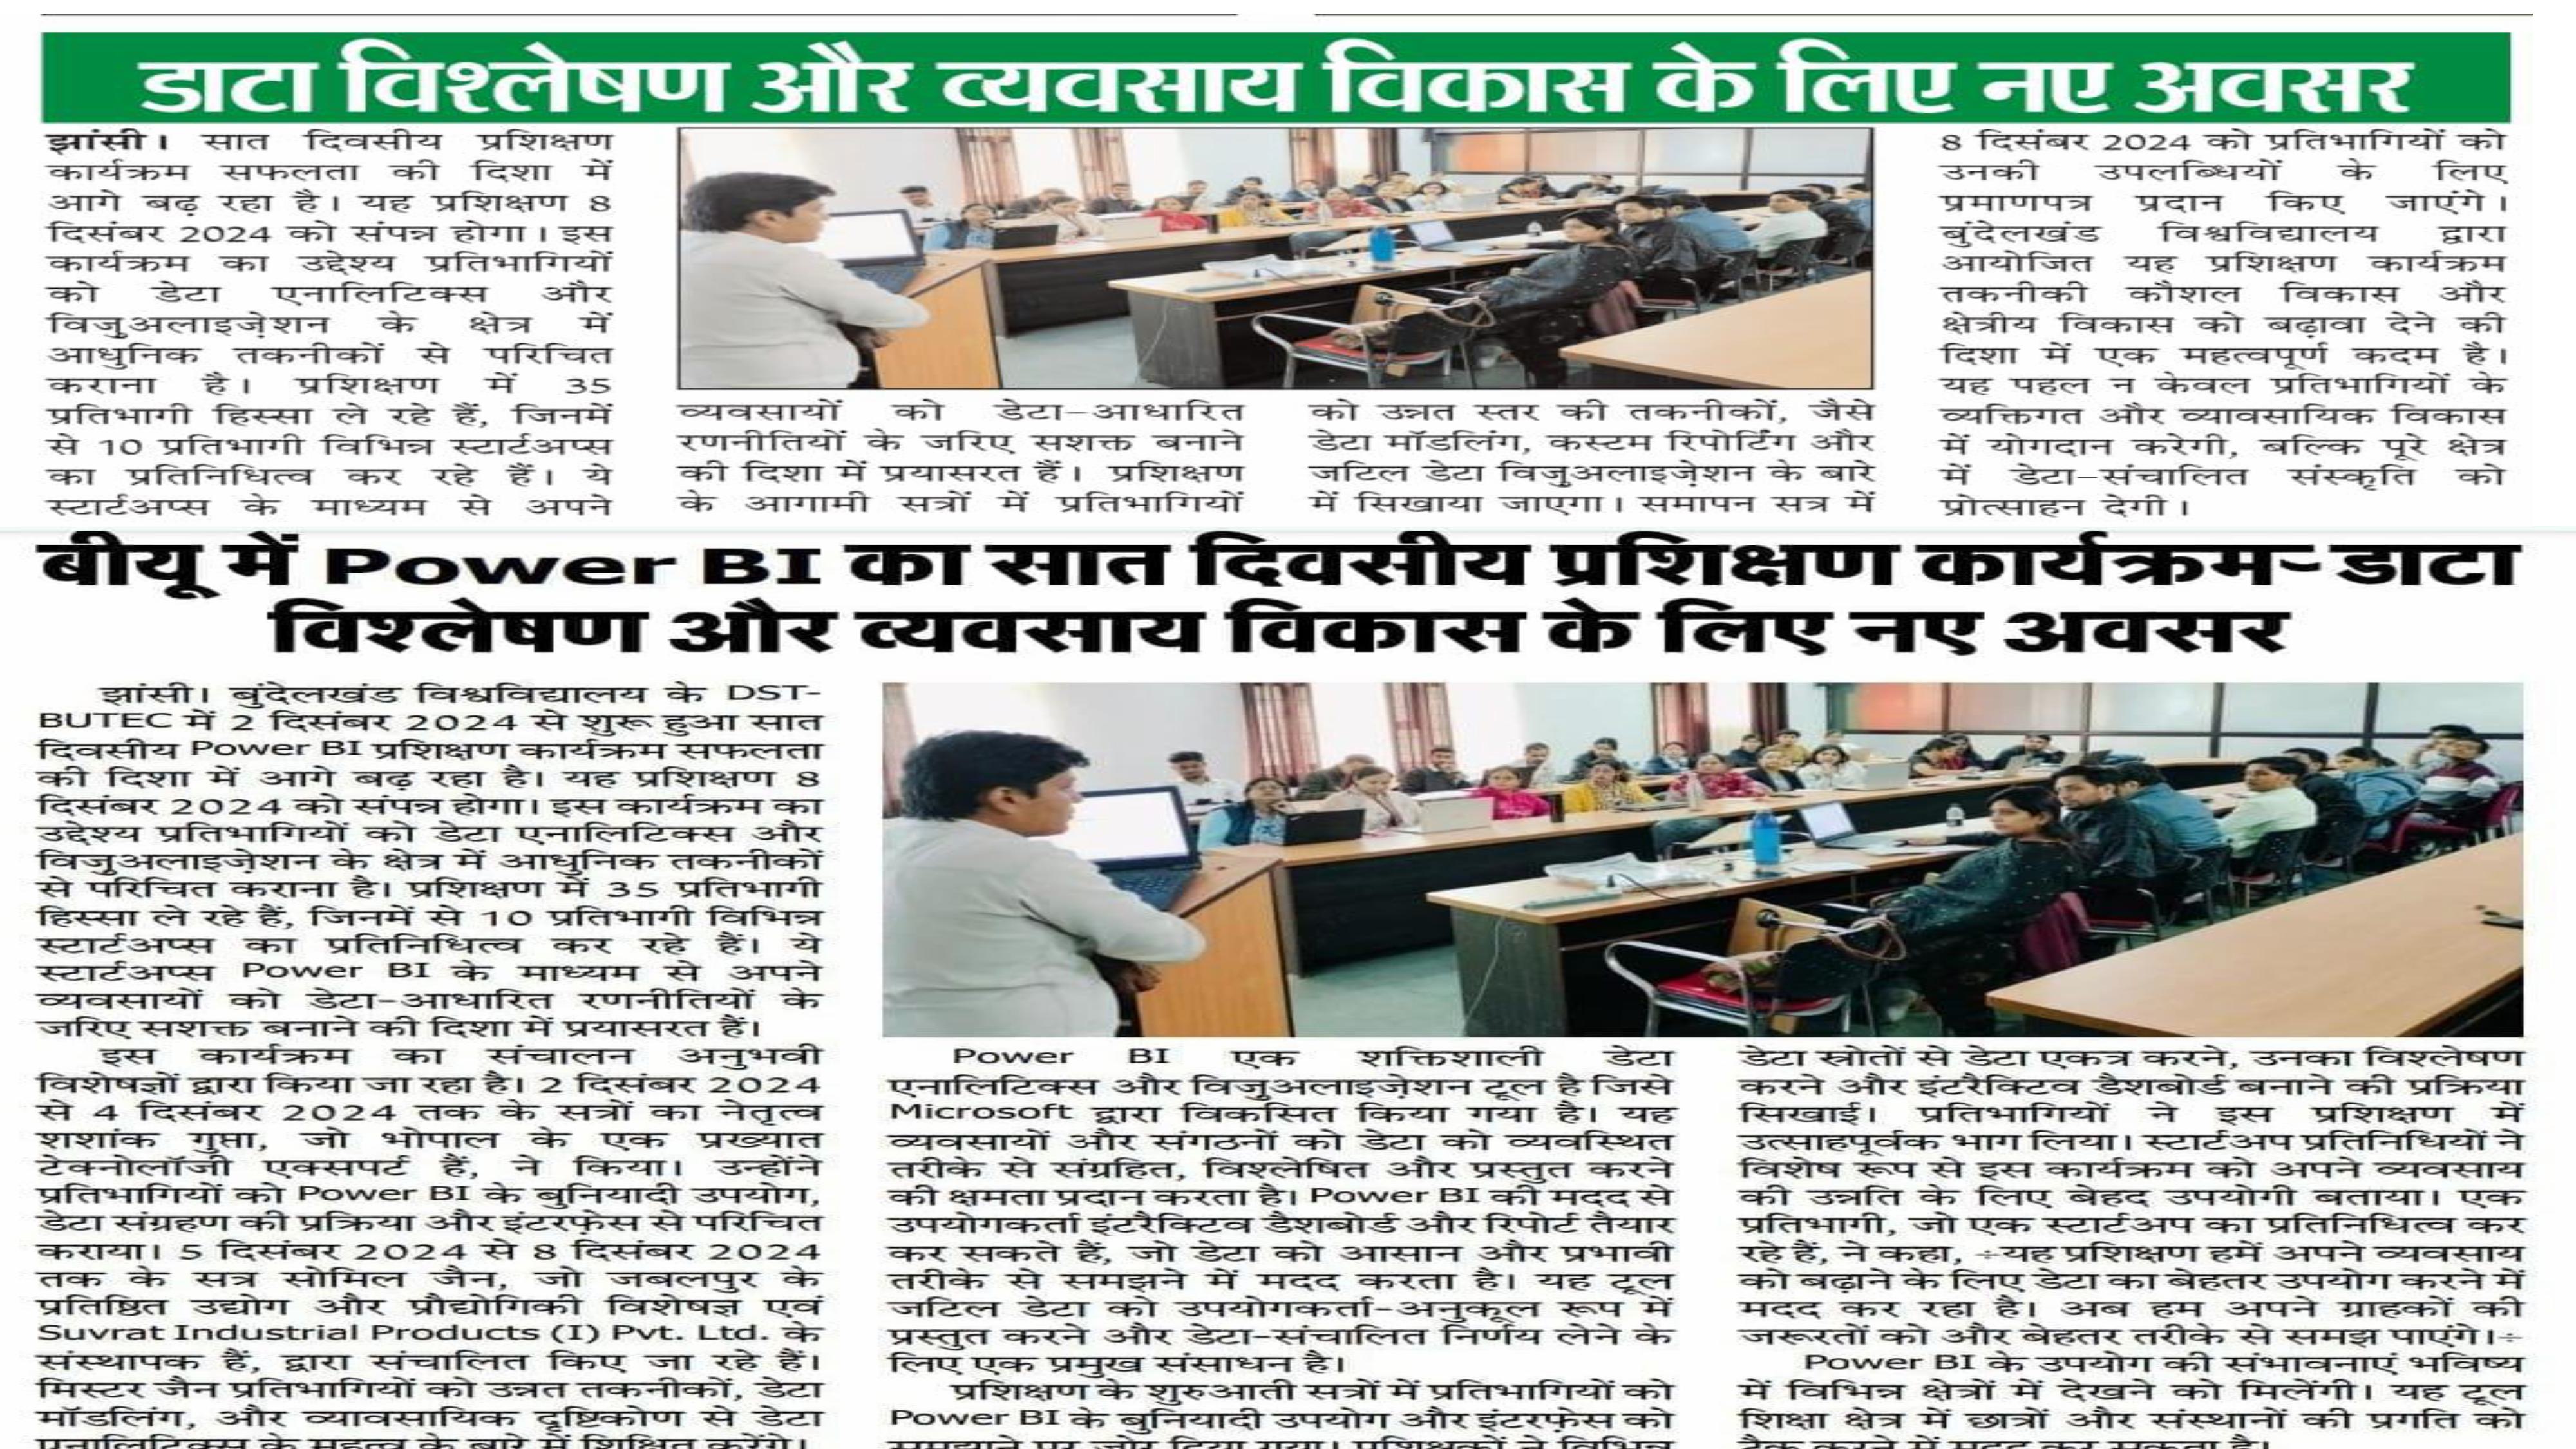 डाटा विश्लेषण और व्यवसाय विकास के लिए नए अवसर
झांसी। सात दिवसीय प्रशिक्षण
कार्यक्रम सफलता की दिशा में
आगे बढ़ रहा है। यह प्रशिक्षण 8
दिसंबर 2024 को संपन्न होगा। इस
कार्यक्रम का उद्देश्य प्रतिभागियों
को डेटा एनालिटिक्स और
विजुअलाइज़ेशन के क्षेत्र में
आधुनिक तकनीकों से परिचित
कराना है। प्रशिक्षण में 35
प्रतिभागी हिस्सा ले रहे हैं, जिनमें
से 10 प्रतिभागी विभिन्न स्टार्टअप्स
का प्रतिनिधित्व कर रहे हैं। ये
स्टार्टअप्स के माध्यम से अपने
व्यवसायों को डेटा-आधारित
रणनीतियों के जरिए सशक्त बनाने
की दिशा में प्रयासरत हैं। प्रशिक्षण
के आगामी सत्रों में प्रतिभागियों
को उन्नत स्तर की तकनीकों, जैसे
डेटा मॉडलिंग, कस्टम रिपोर्टिंग और
जटिल डेटा विजुअलाइज़ेशन के बारे
में सिखाया जाएगा। समापन सत्र में
8 दिसंबर 2024 को प्रतिभागियों को
उनकी उपलब्धियों के लिए
प्रमाणपत्र प्रदान किए जाएंगे।
बुंदेलखंड विश्वविद्यालय द्वारा
आयोजित यह प्रशिक्षण कार्यक्रम
तकनीकी कौशल विकास और
क्षेत्रीय विकास को बढ़ावा देने की
दिशा में एक महत्वपूर्ण कदम है।
यह पहल न केवल प्रतिभागियों के
व्यक्तिगत और व्यावसायिक विकास
में योगदान करेगी, बल्कि पूरे क्षेत्र
में डेटा-संचालित संस्कृति को
प्रोत्साहन देगी।
बीयू में Power BI का सात दिवसीय प्रशिक्षण कार्यक्रम- डाटा
विश्लेषण और व्यवसाय विकास के लिए नए अवसर
झांसी। बुंदेलखंड विश्वविद्यालय के DST-
BUTEC में 2 दिसंबर 2024 से शुरू हुआ सात
दिवसीय Power BI प्रशिक्षण कार्यक्रम सफलता
की दिशा में आगे बढ़ रहा है। यह प्रशिक्षण 8
दिसंबर 2024 को संपन्न होगा। इस कार्यक्रम का
उद्देश्य प्रतिभागियों को डेटा एनालिटिक्स और
विजुअलाइज़ेशन के क्षेत्र में आधुनिक तकनीकों
से परिचित कराना है। प्रशिक्षण में 35 प्रतिभागी
हिस्सा ले रहे हैं, जिनमें से 10 प्रतिभागी विभिन्न
स्टार्टअप्स का प्रतिनिधित्व कर रहे हैं। ये
स्टार्टअप्स Power BI के माध्यम से अपने
व्यवसायों को डेटा-आधारित रणनीतियों के
जरिए सशक्त बनाने की दिशा में प्रयासरत हैं।
इस कार्यक्रम का संचालन अनुभवी
विशेषज्ञों द्वारा किया जा रहा है। 2 दिसंबर 2024
से 4 दिसंबर 2024 तक के सत्रों का नेतृत्व
शशांक गुप्ता, जो भोपाल के एक प्रख्यात
टेक्नोलॉजी एक्सपर्ट हैं, ने किया। उन्होंने
प्रतिभागियों को Power BI के बुनियादी उपयोग,
डेटा संग्रहण की प्रक्रिया और इंटरफ़ेस से परिचित
कराया। 5 दिसंबर 2024 से 8 दिसंबर 2024
तक के सत्र सोमिल जैन, जो जबलपुर के
प्रतिष्ठित उद्योग और प्रौद्योगिकी विशेषज्ञ एवं
Suvrat Industrial Products (I) Pvt. Ltd. के
संस्थापक हैं, द्वारा संचालित किए जा रहे हैं।
मिस्टर जैन प्रतिभागियों को उन्नत तकनीकों, डेटा
मॉडलिंग, और व्यावसायिक दृष्टिकोण से डेटा
एनालिटिक्स के महत्व के बारे में शिक्षित करेंगे।
Power BI एक शक्तिशाली डेटा
एनालिटिक्स और विजुअलाइज़ेशन टूल है जिसे
Microsoft द्वारा विकसित किया गया है। यह
व्यवसायों और संगठनों को डेटा को व्यवस्थित
तरीके से संग्रहित, विश्लेषित और प्रस्तुत करने
की क्षमता प्रदान करता है। Power BI की मदद से
उपयोगकर्ता इंटरैक्टिव डैशबोर्ड और रिपोर्ट तैयार
कर सकते हैं, जो डेटा को आसान और प्रभावी
तरीके से समझने में मदद करता है। यह टूल
जटिल डेटा को उपयोगकर्ता-अनुकूल रूप में
प्रस्तुत करने और डेटा-संचालित निर्णय लेने के
लिए एक प्रमुख संसाधन है।
प्रशिक्षण के शुरुआती सत्रों में प्रतिभागियों को
Power BI के बुनियादी उपयोग और इंटरफ़ेस को
समझाने पर जोर दिया गया। प्रशिक्षकों ने विभिन्न
डेटा स्रोतों से डेटा एकत्र करने, उनका विश्लेषण
करने और इंटरैक्टिव डैशबोर्ड बनाने की प्रक्रिया
सिखाई। प्रतिभागियों ने इस प्रशिक्षण में
उत्साहपूर्वक भाग लिया। स्टार्टअप प्रतिनिधियों ने
विशेष रूप से इस कार्यक्रम को अपने व्यवसाय
की उन्नति के लिए बेहद उपयोगी बताया। एक
प्रतिभागी, जो एक स्टार्टअप का प्रतिनिधित्व कर
रहे हैं, ने कहा, ÷यह प्रशिक्षण हमें अपने व्यवसाय
को बढ़ाने के लिए डेटा का बेहतर उपयोग करने में
मदद कर रहा है। अब हम अपने ग्राहकों की
जरूरतों को और बेहतर तरीके से समझ पाएंगे।÷
Power BI के उपयोग की संभावनाएं भविष्य
में विभिन्न क्षेत्रों में देखने को मिलेंगी। यह टूल
शिक्षा क्षेत्र में छात्रों और संस्थानों की प्रगति को
ट्रैक करने में मदद कर सकता है।